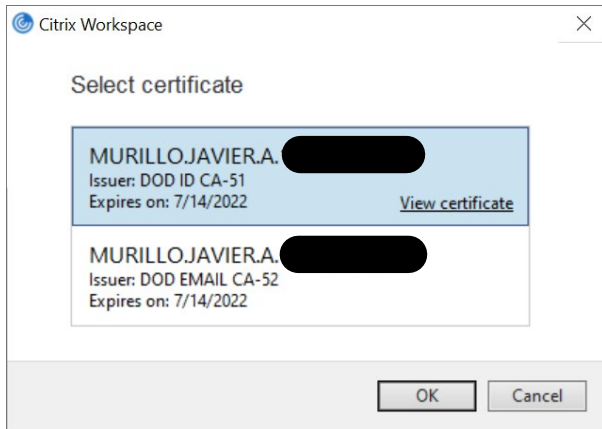 Citrix Workspace
Select certificate
MURILLO.JAVIER.A.
Issuer: DOD ID CA-51
Expires on: 7/14/2022
View certificate
MURILLO.JAVIER.A.
Issuer: DOD EMAIL CA-52
Expires on: 7/14/2022
OK
Cancel